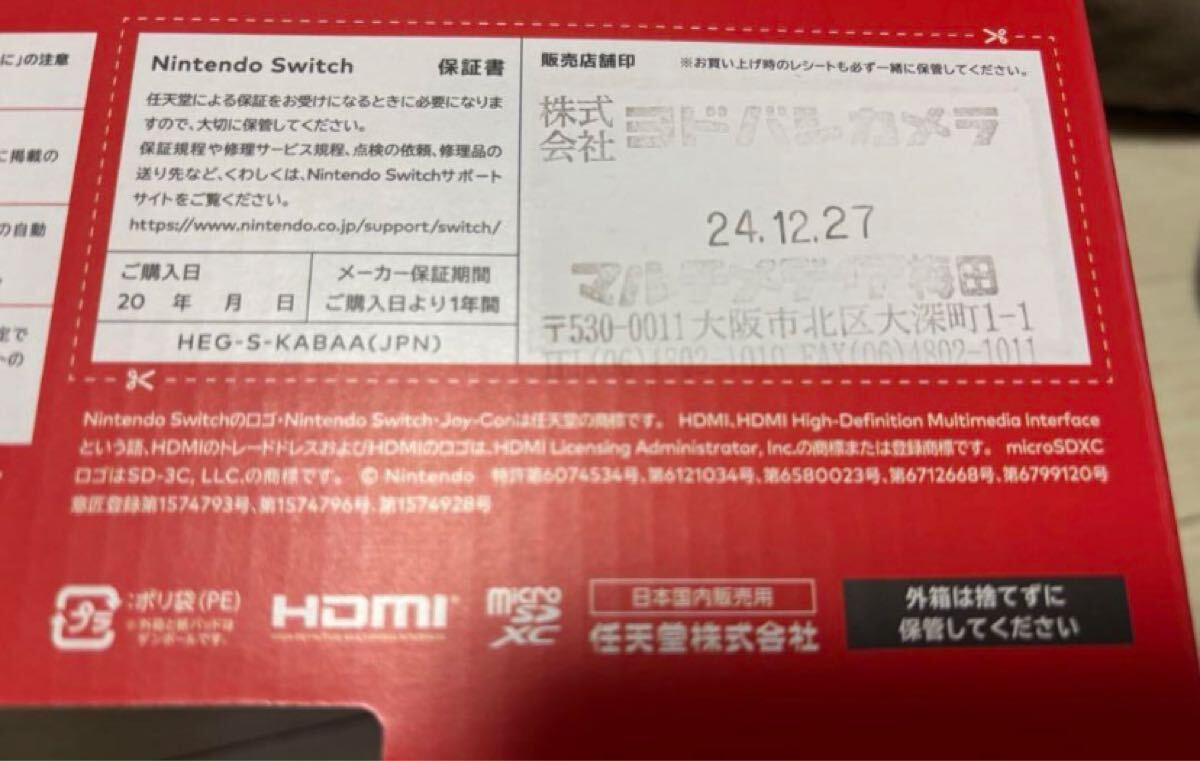 に」の注意
に掲載の
の自動
定で
への
Nintendo Switch 保証書
任天堂による保証をお受けになるときに必要になりま
すので、大切に保管してください。
保証規程や修理サービス規程、点検の依頼、修理品の
送り先など、くわしくは、Nintendo Switchサポート
サイトをご覧ください。
https://www.nintendo.co.jp/support/switch/
ご購入日
20 年 月 日
メーカー保証期間
ご購入日より1年間
HEG-S-KABAA(JPN)
販売店舗印 ※お買い上げ時のレシートも必ず一緒に保管してください。
株式会社 ヨドバシカメラ
24.12.27
マルチメディア梅田
〒530-0011 大阪市北区大深町1-1
TEL(06)4802-1010 FAX(06)4802-1011
Nintendo Switchのロゴ・Nintendo Switch・Joy-Conは任天堂の商標です。 HDMI、HDMI High-Definition Multimedia Interface
という語、HDMIのトレードドレスおよびHDMIのロゴは、HDMI Licensing Administrator, Inc.の商標または登録商標です。 microSDXC
ロゴはSD-3C, LLC.の商標です。 © Nintendo 特許第6074534号、第6121034号、第6580023号、第6712668号、第6799120号
意匠登録第1574793号、第1574796号、第1574928号
プラ
:ポリ袋(PE)
※外箱と紙パッドは
ダンボールです。
HDMI
HIGH-DEFINITION MULTIMEDIA INTERFACE
micro
SD
XC
日本国内販売用
任天堂株式会社
外箱は捨てずに
保管してください